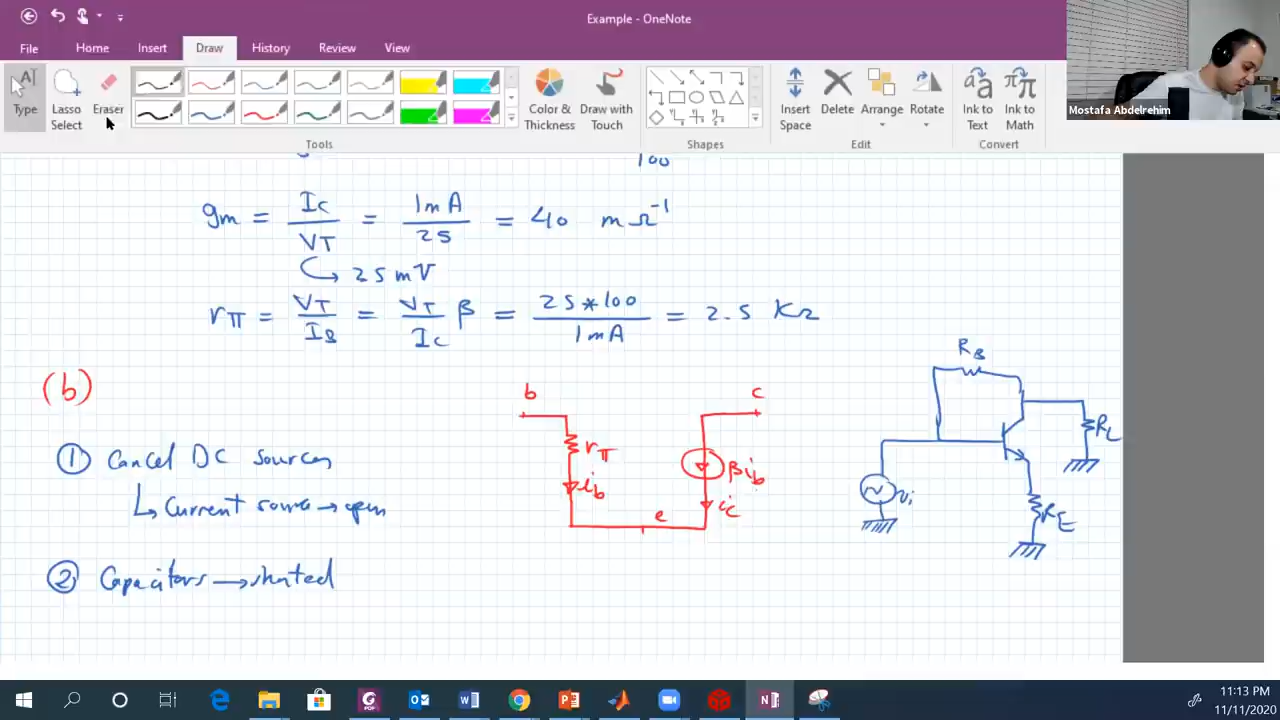 Example - OneNote
File Home Insert Draw History Review View
Type
Lasso Select
Eraser
Color & Thickness
Draw with Touch
Insert Space
Delete
Arrange
Rotate
Ink to Text
Ink to Math
Tools Shapes Edit Convert
Mostafa Abdelrehim
100
gm = Ic/VT = 1mA/25 = 40 mΩ⁻¹
↪ 25 mV
rπ = VT/IB = VT/Ic β = 25*100/1mA = 2.5 KΩ
(b)
① Cancel DC sources
↳ Current source → open
② Capacitors → shorted
b
c
rπ
ib
βib
ic
e
RB
RL
vi
RE
11:13 PM
11/11/2020